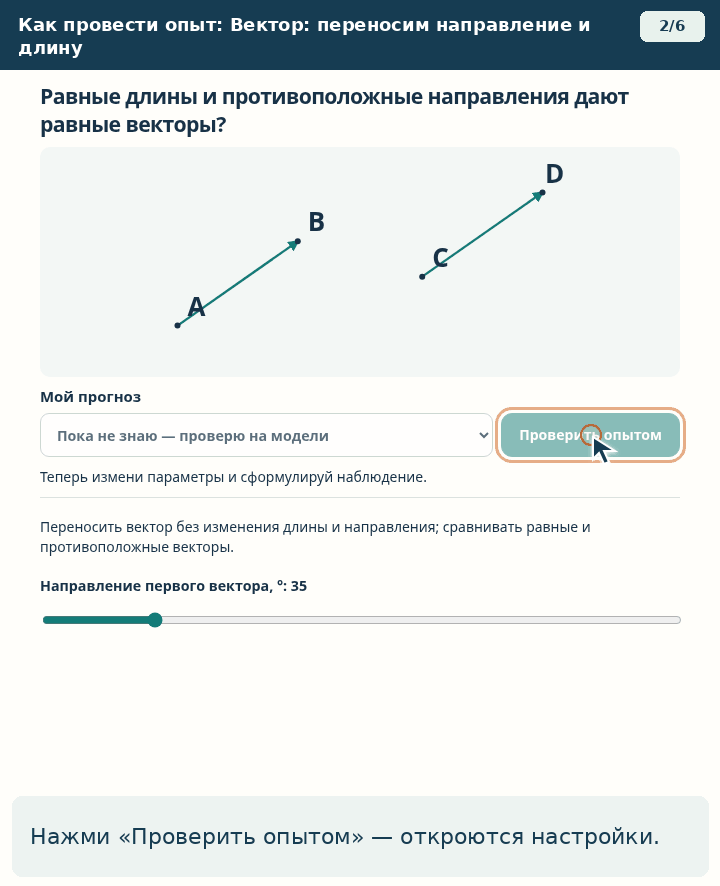 Как провести опыт: Вектор: переносим направление и
длину
2/6
Равные длины и противоположные направления дают
равные векторы?
D
B
C
A
Мой прогноз
Пока не знаю — проверю на модели
Проверить опытом
Теперь измени параметры и сформулируй наблюдение.
Переносить вектор без изменения длины и направления; сравнивать равные и
противоположные векторы.
Направление первого вектора, °: 35
Нажми «Проверить опытом» — откроются настройки.